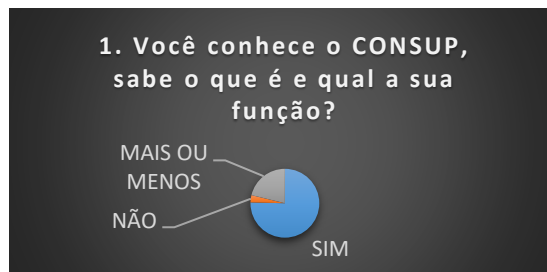 1. Você conhece o CONSUP,
sabe o que é e qual a sua
função?
MAIS OU
MENOS
NÃO
SIM